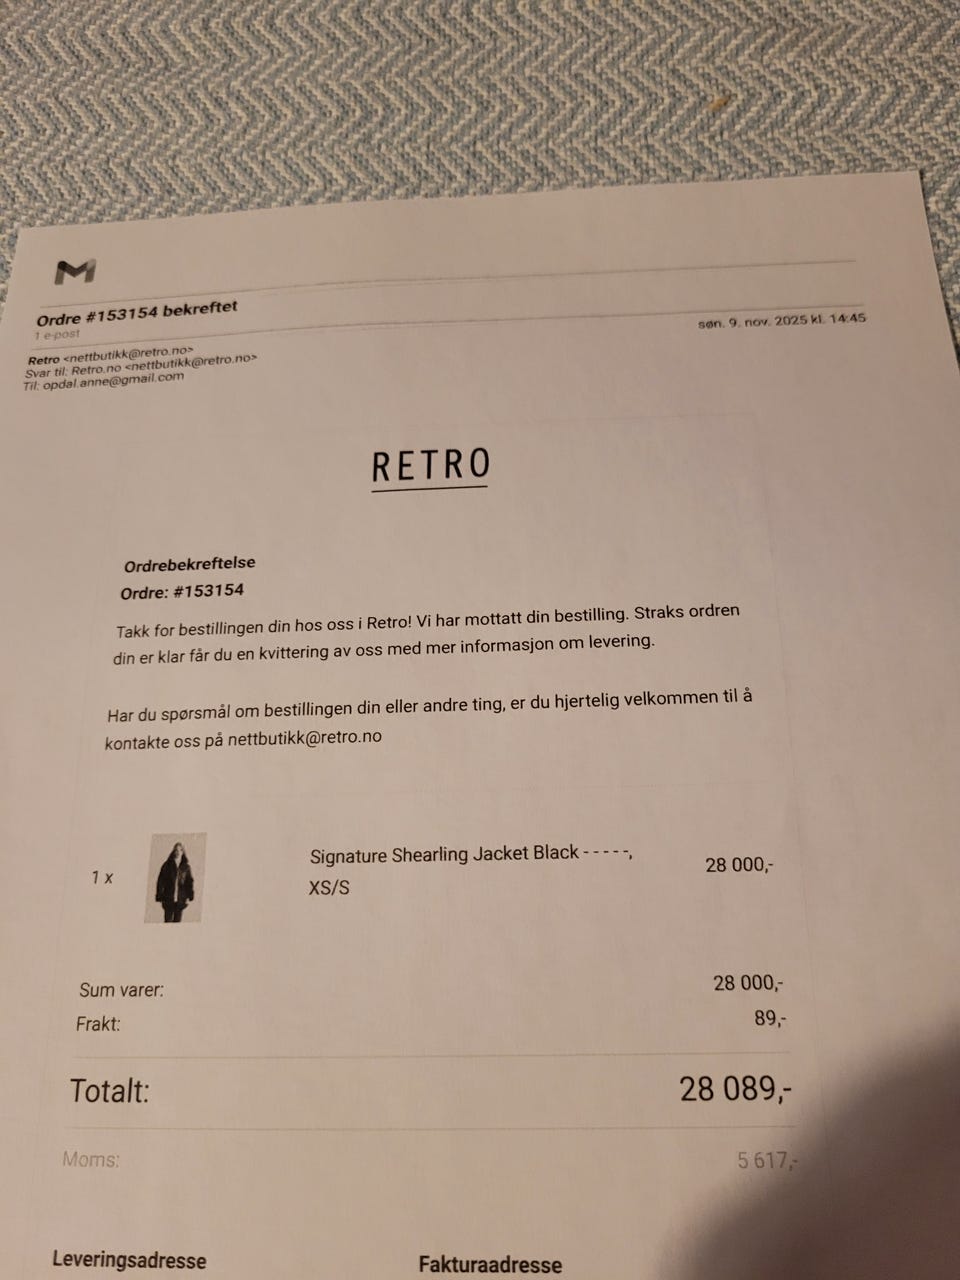 Ordre #153154 bekreftet
1 e-post
søn. 9. nov. 2025 kl. 14:45
Retro <nettbutikk@retro.no>
Svar til: Retro.no <nettbutikk@retro.no>
Til: opdal.anne@gmail.com
RETRO
Ordrebekreftelse
Ordre: #153154
Takk for bestillingen din hos oss i Retro! Vi har mottatt din bestilling. Straks ordren
din er klar får du en kvittering av oss med mer informasjon om levering.
Har du spørsmål om bestillingen din eller andre ting, er du hjertelig velkommen til å
kontakte oss på nettbutikk@retro.no
1 x
Signature Shearling Jacket Black - - - - -,
XS/S
28 000,-
Sum varer: 28 000,-
Frakt: 89,-
Totalt: 28 089,-
Moms: 5 617,-
Leveringsadresse Fakturaadresse